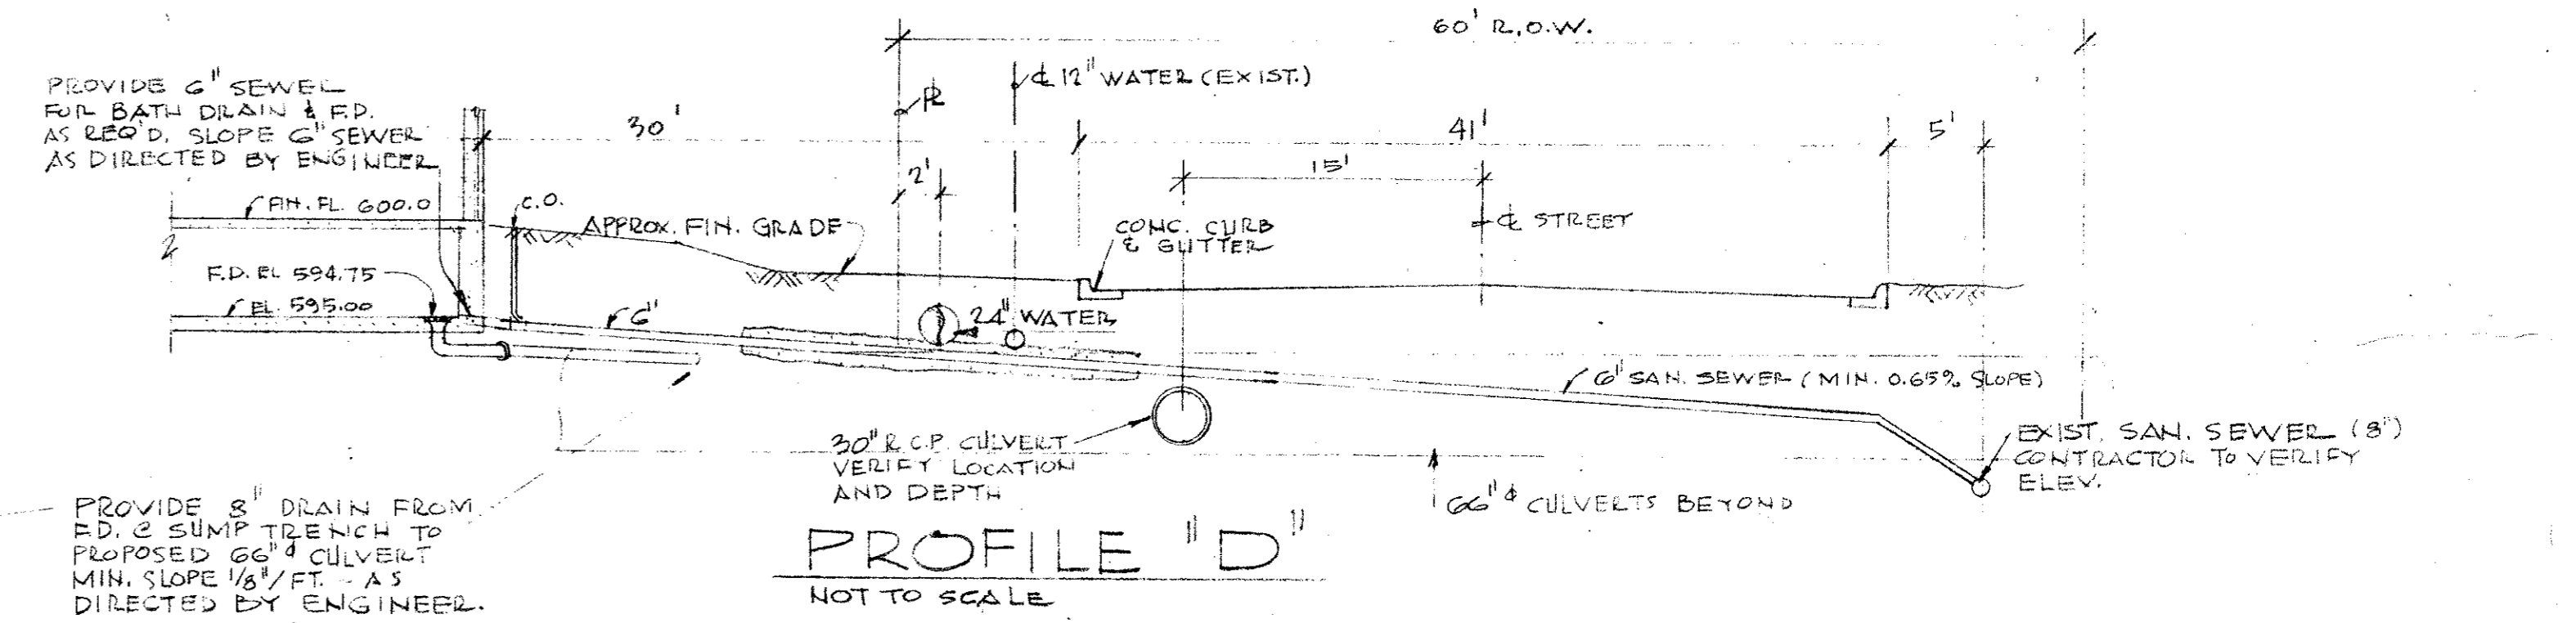 60' R.O.W.
PROVIDE 6" SEWER
FOR BATH DRAIN & F.D.
AS REQ'D. SLOPE 6" SEWER
AS DIRECTED BY ENGINEER
℄ 12" WATER (EXIST.)
30'
41'
5'
2'
15'
FIN. FL. 600.0
C.O.
APPROX. FIN. GRADE
CONC. CURB
& GUTTER
℄ STREET
F.D. EL 594.75
EL. 595.00
6"
24" WATER
6" SAN. SEWER (MIN. 0.65% SLOPE)
30" R.C.P. CULVERT
VERIFY LOCATION
AND DEPTH
66"ϕ CULVERTS BEYOND
EXIST. SAN. SEWER (8")
CONTRACTOR TO VERIFY
ELEV.
PROVIDE 8" DRAIN FROM
F.D. @ SUMP TRENCH TO
PROPOSED 66"ϕ CULVERT
MIN. SLOPE 1/8"/FT. - AS
DIRECTED BY ENGINEER.
PROFILE "D"
NOT TO SCALE